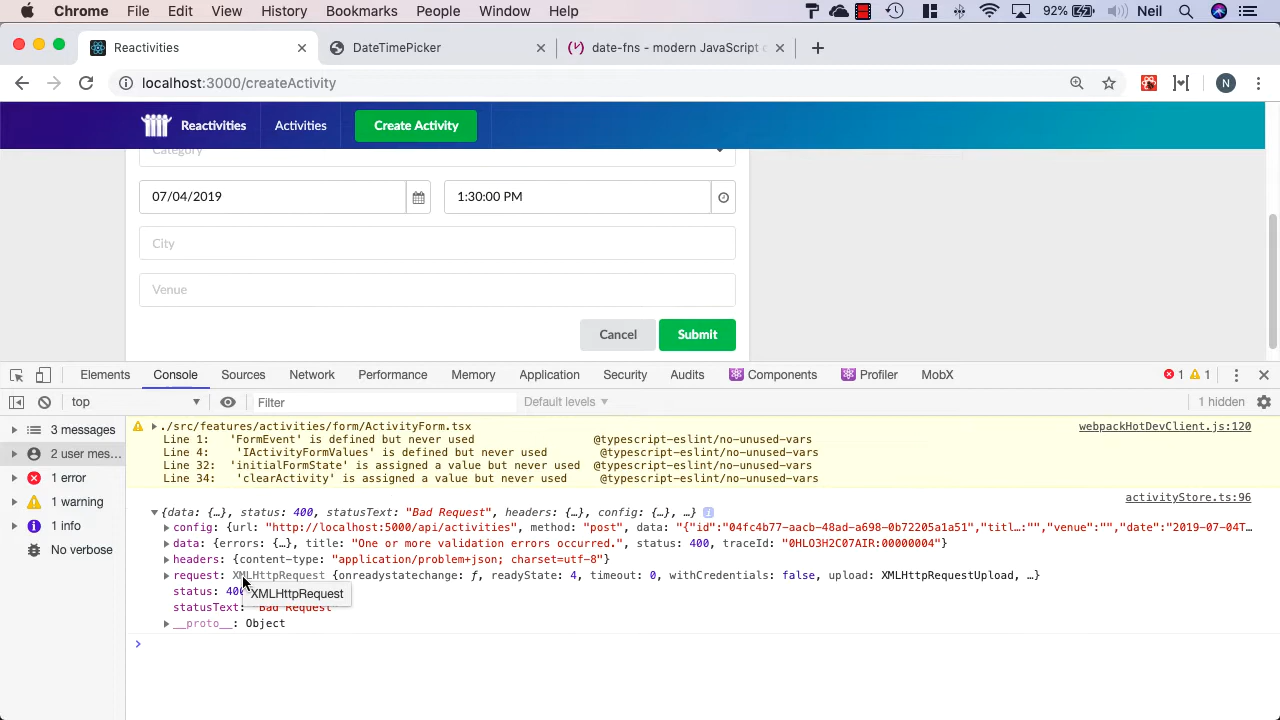 Chrome File Edit View History Bookmarks People Window Help 92% Neil
Reactivities DateTimePicker date-fns - modern JavaScript
localhost:3000/createActivity N
Reactivities Activities Create Activity
Category
07/04/2019 1:30:00 PM
City
Venue
Cancel Submit
Elements Console Sources Network Performance Memory Application Security Audits Components Profiler MobX 1 1
top Filter Default levels 1 hidden
3 messages
2 user mes...
1 error
1 warning
1 info
No verbose
./src/features/activities/form/ActivityForm.tsx webpackHotDevClient.js:120
Line 1: 'FormEvent' is defined but never used @typescript-eslint/no-unused-vars
Line 4: 'IActivityFormValues' is defined but never used @typescript-eslint/no-unused-vars
Line 32: 'initialFormState' is assigned a value but never used @typescript-eslint/no-unused-vars
Line 34: 'clearActivity' is assigned a value but never used @typescript-eslint/no-unused-vars
activityStore.ts:96
{data: {…}, status: 400, statusText: "Bad Request", headers: {…}, config: {…}, …}
config: {url: "http://localhost:5000/api/activities", method: "post", data: "{"id":"04fc4b77-aacb-48ad-a698-0b72205a1a51","titl…:"","venue":"","date":"2019-07-04T…
data: {errors: {…}, title: "One or more validation errors occurred.", status: 400, traceId: "0HLO3H2C07AIR:00000004"}
headers: {content-type: "application/problem+json; charset=utf-8"}
request: XMLHttpRequest {onreadystatechange: ƒ, readyState: 4, timeout: 0, withCredentials: false, upload: XMLHttpRequestUpload, …}
status: 400
XMLHttpRequest
statusText: "Bad Request"
__proto__: Object